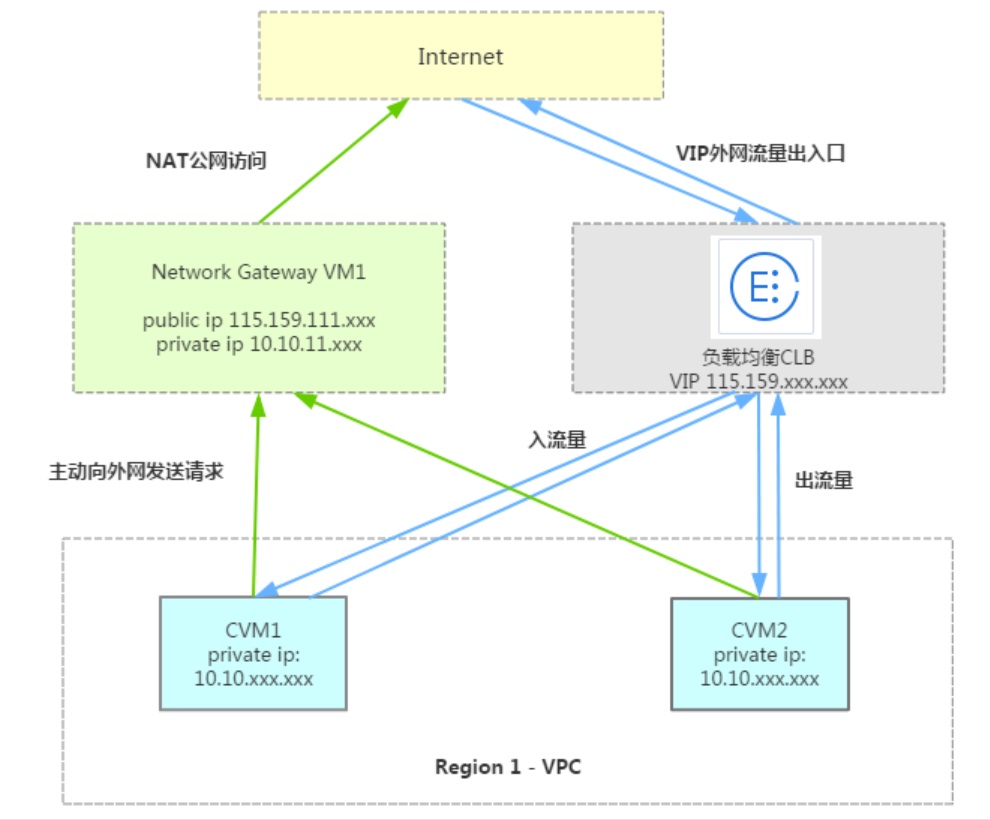 Internet
NAT公网访问
VIP外网流量出入口
Network Gateway VM1
public ip 115.159.111.xxx
private ip 10.10.11.xxx
E
负载均衡CLB
VIP 115.159.xxx.xxx
入流量
主动向外网发送请求
出流量
CVM1
private ip:
10.10.xxx.xxx
CVM2
private ip:
10.10.xxx.xxx
Region 1 - VPC